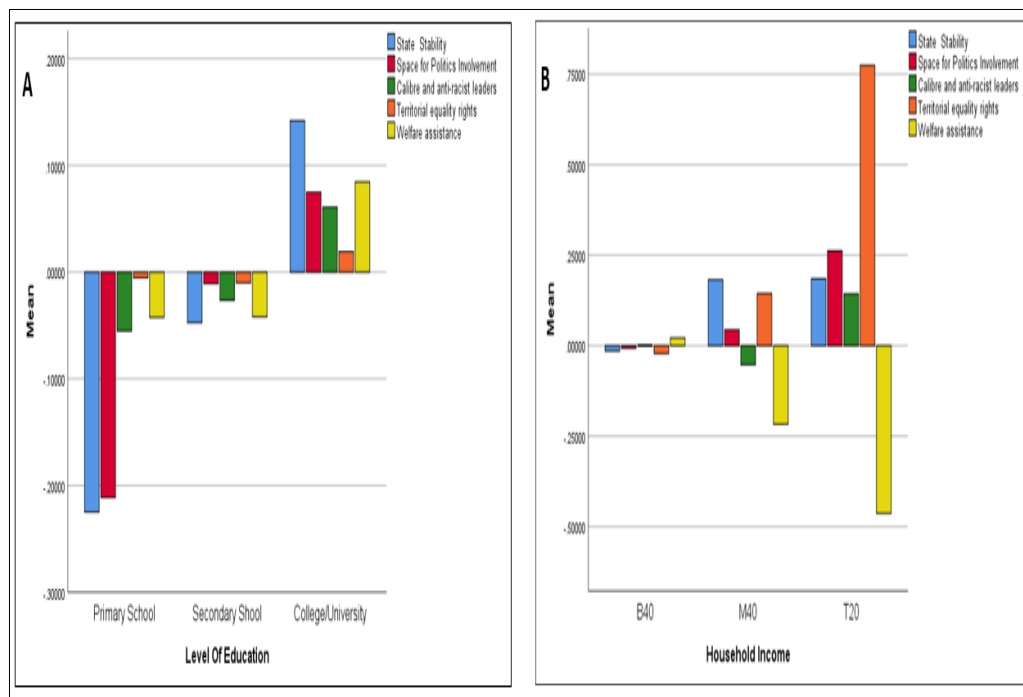 A
State Stability
Space for Politics Involvement
Calibre and anti-racist leaders
Territorial equality rights
Welfare assistance
.20000
.10000
.00000
-.10000
-.20000
-.30000
Mean
Primary School
Secondary Shool
College/University
Level Of Education
B
State Stability
Space for Politics Involvement
Calibre and anti-racist leaders
Territorial equality rights
Welfare assistance
.75000
.50000
.25000
.00000
-.25000
-.50000
Mean
B40
M40
T20
Household Income